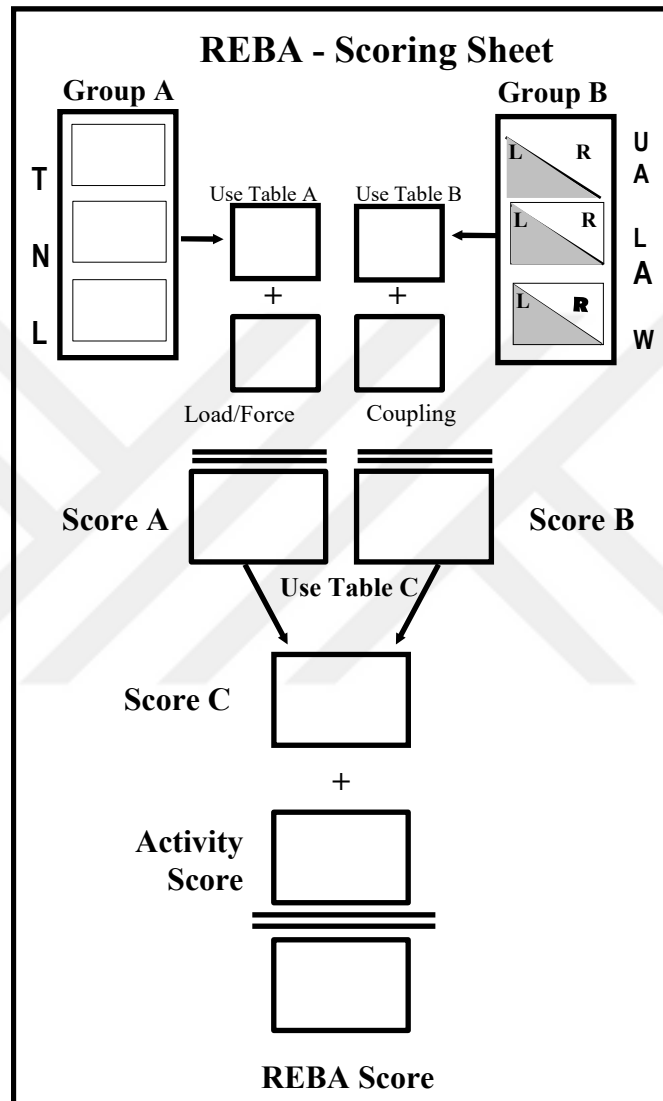 REBA - Scoring Sheet
Group A
Group B
T
N
L
L R
L R
L R
U
A
L
A
W
Use Table A
Use Table B
+
+
Load/Force
Coupling
Score A
Score B
Use Table C
Score C
+
Activity
Score
REBA Score